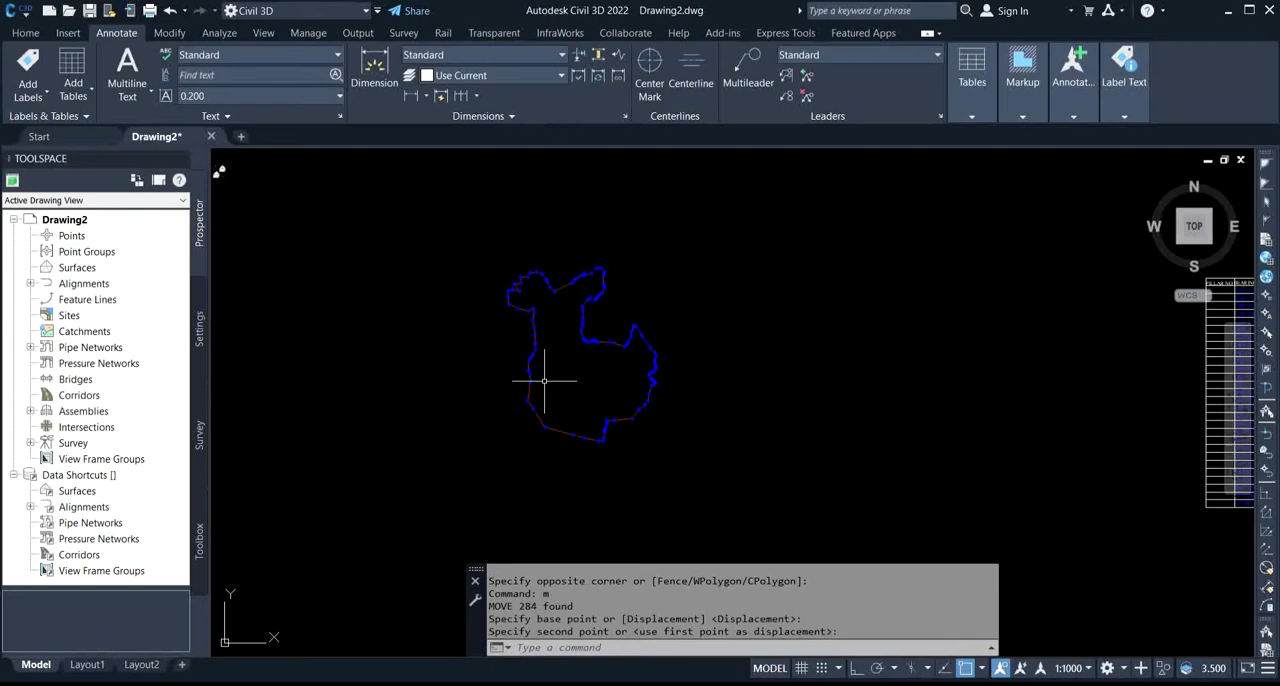 C 3D Civil 3D Share Autodesk Civil 3D 2022 Drawing2.dwg Type a keyword or phrase Sign In
Home Insert Annotate Modify Analyze View Manage Output Survey Rail Transparent InfraWorks Collaborate Help Add-ins Express Tools Featured Apps
Add Labels Add Tables Multiline Text ABC Standard Find text 0.200 Dimension Standard Use Current Center Mark Centerline Multileader Standard Tables Markup Annotat... Label Text
Labels & Tables Text Dimensions Centerlines Leaders
Start Drawing2*
TOOLSPACE
Active Drawing View
Drawing2
Points
Point Groups
Surfaces
Alignments
Feature Lines
Sites
Catchments
Pipe Networks
Pressure Networks
Bridges
Corridors
Assemblies
Intersections
Survey
View Frame Groups
Data Shortcuts []
Surfaces
Alignments
Pipe Networks
Pressure Networks
Corridors
View Frame Groups
Prospector
Settings
Survey
Toolbox
N
W TOP E
S
WCS
Y
X
Specify opposite corner or [Fence/WPolygon/CPolygon]:
Command: m
MOVE 284 found
Specify base point or [Displacement] <Displacement>:
Specify second point or <use first point as displacement>:
Type a command
Model Layout1 Layout2 MODEL 1:1000 3.500